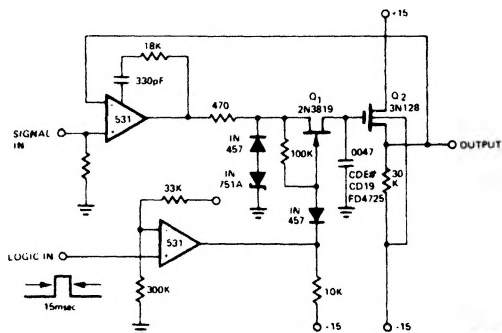 +15
18K
330pF
Q1
2N3819
Q2
3N128
531
470
SIGNAL
IN
OUTPUT
IN
457
100K
0047
CDE#
CD19
FD4725
30
K
IN
751A
33K
IN
457
531
LOGIC IN
15msec
300K
10K
-15
-15